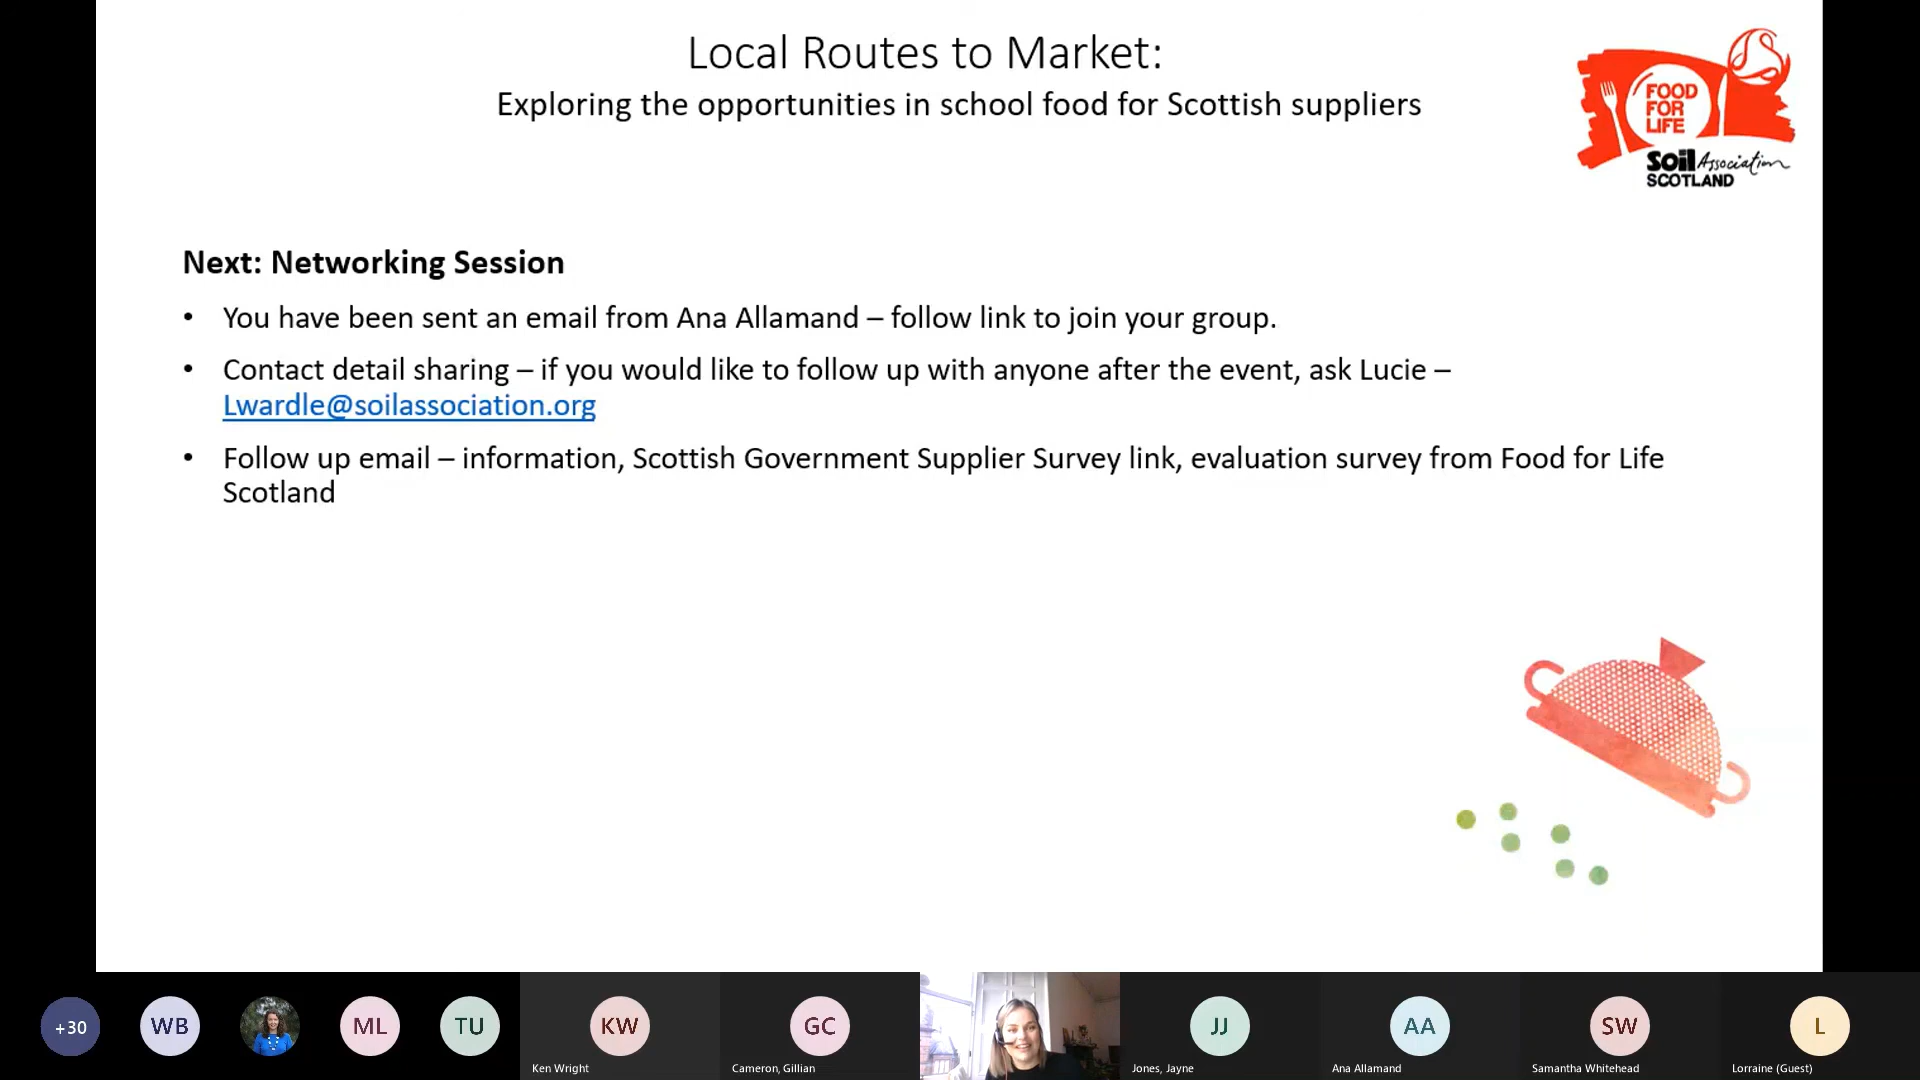 Local Routes to Market:
Exploring the opportunities in school food for Scottish suppliers
FOOD
FOR
LIFE
Soil Association
SCOTLAND
Next: Networking Session
• You have been sent an email from Ana Allamand – follow link to join your group.
• Contact detail sharing – if you would like to follow up with anyone after the event, ask Lucie –
Lwardle@soilassociation.org
• Follow up email – information, Scottish Government Supplier Survey link, evaluation survey from Food for Life
Scotland
+30
WB
ML
TU
KW
GC
JJ
AA
SW
L
Ken Wright
Cameron, Gillian
Jones, Jayne
Ana Allamand
Samantha Whitehead
Lorraine (Guest)